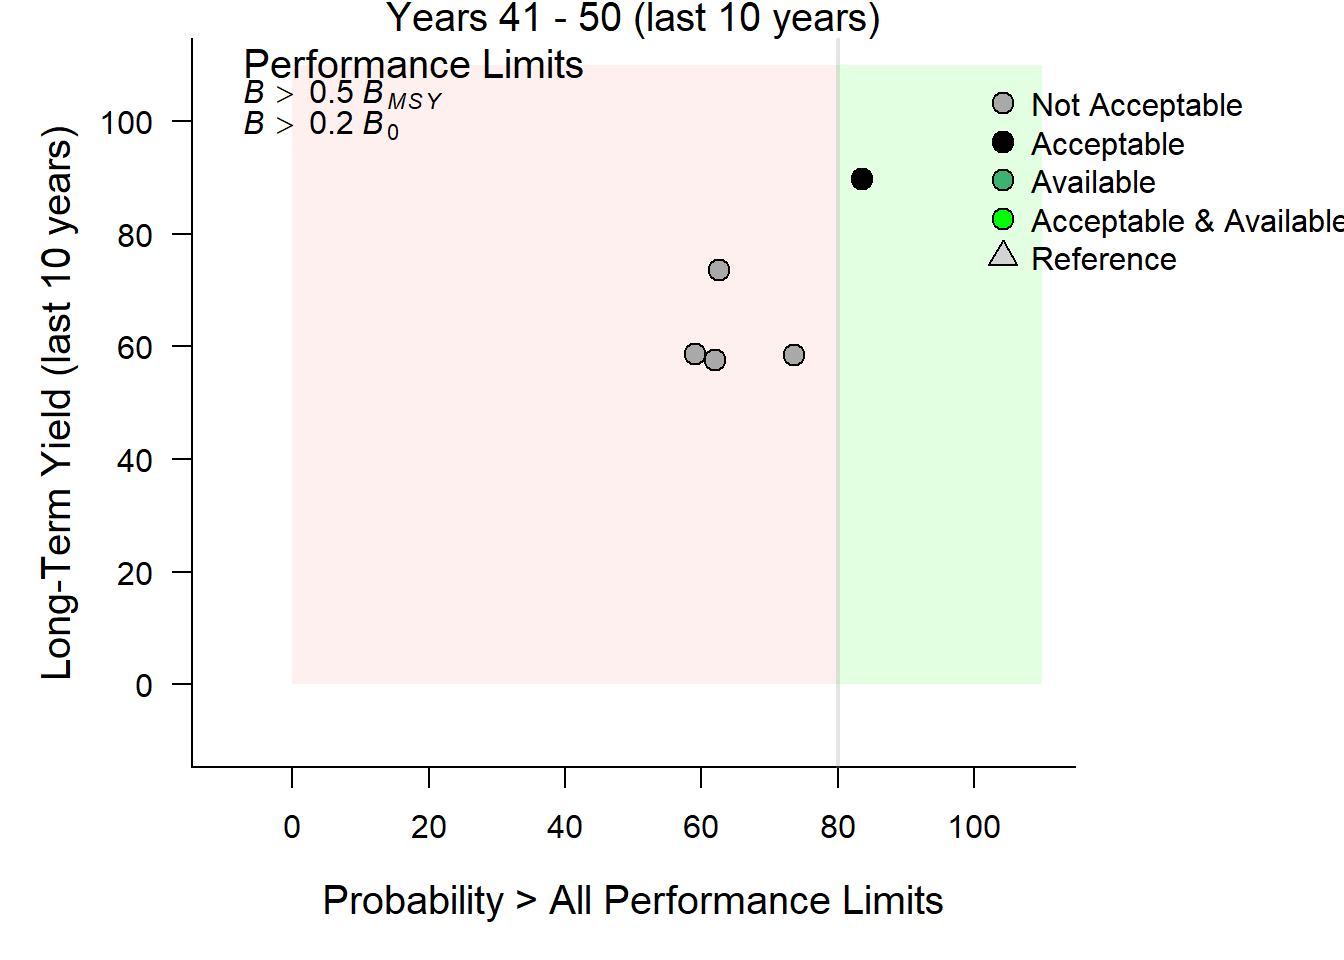 Years 41 - 50 (last 10 years)
Performance Limits
B > 0.5 B MSY
B > 0.2 B 0
Not Acceptable
Acceptable
Available
Acceptable & Available
Reference
Long-Term Yield (last 10 years)
100
80
60
40
20
0
0 20 40 60 80 100
Probability > All Performance Limits